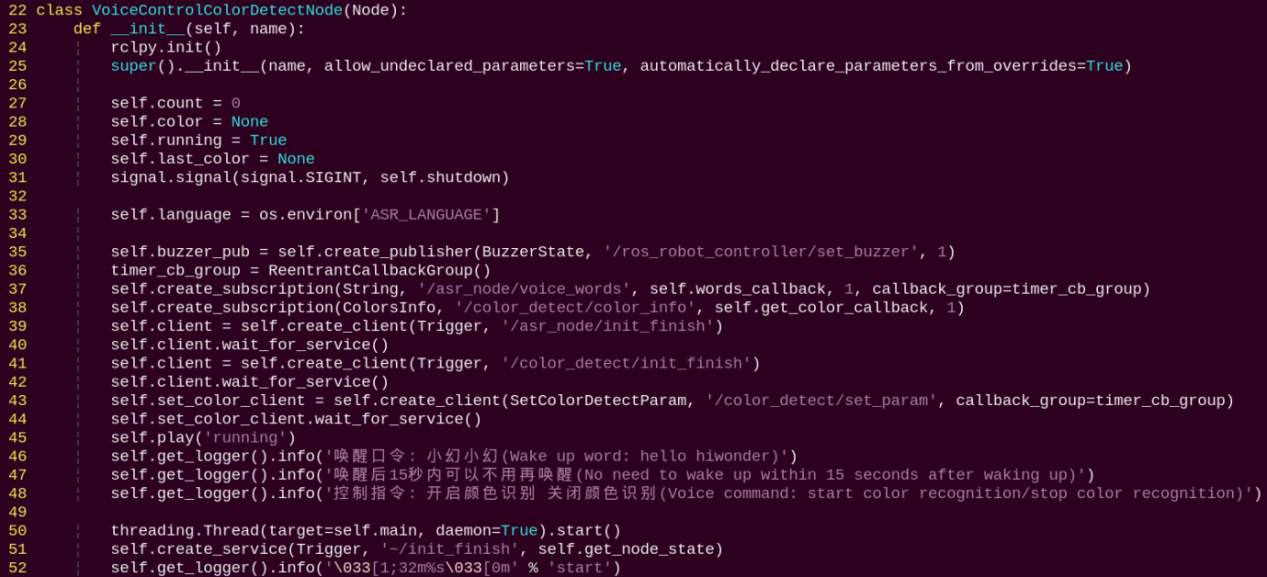 22 class VoiceControlColorDetectNode(Node):
23     def __init__(self, name):
24         rclpy.init()
25         super().__init__(name, allow_undeclared_parameters=True, automatically_declare_parameters_from_overrides=True)
26
27         self.count = 0
28         self.color = None
29         self.running = True
30         self.last_color = None
31         signal.signal(signal.SIGINT, self.shutdown)
32
33         self.language = os.environ['ASR_LANGUAGE']
34
35         self.buzzer_pub = self.create_publisher(BuzzerState, '/ros_robot_controller/set_buzzer', 1)
36         timer_cb_group = ReentrantCallbackGroup()
37         self.create_subscription(String, '/asr_node/voice_words', self.words_callback, 1, callback_group=timer_cb_group)
38         self.create_subscription(ColorsInfo, '/color_detect/color_info', self.get_color_callback, 1)
39         self.client = self.create_client(Trigger, '/asr_node/init_finish')
40         self.client.wait_for_service()
41         self.client = self.create_client(Trigger, '/color_detect/init_finish')
42         self.client.wait_for_service()
43         self.set_color_client = self.create_client(SetColorDetectParam, '/color_detect/set_param', callback_group=timer_cb_group)
44         self.set_color_client.wait_for_service()
45         self.play('running')
46         self.get_logger().info('唤醒口令: 小幻小幻(Wake up word: hello hiwonder)')
47         self.get_logger().info('唤醒后15秒内可以不用再唤醒(No need to wake up within 15 seconds after waking up)')
48         self.get_logger().info('控制指令: 开启颜色识别 关闭颜色识别(Voice command: start color recognition/stop color recognition)')
49
50         threading.Thread(target=self.main, daemon=True).start()
51         self.create_service(Trigger, '~/init_finish', self.get_node_state)
52         self.get_logger().info('\033[1;32m%s\033[0m' % 'start')